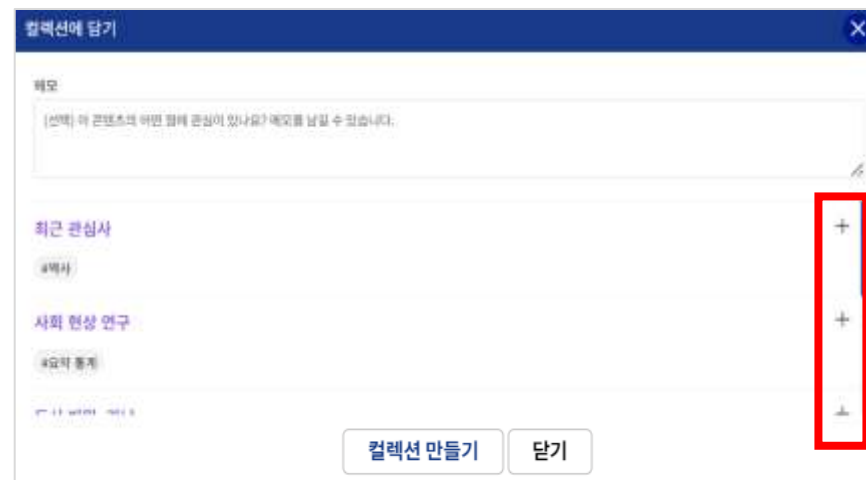 컬렉션에 담기
메모
(선택) 이 콘텐츠의 어떤 점에 관심이 있나요? 메모를 남길 수 있습니다.
최근 관심사
#역사
사회 현상 연구
#요약 통계
컬렉션 만들기 닫기